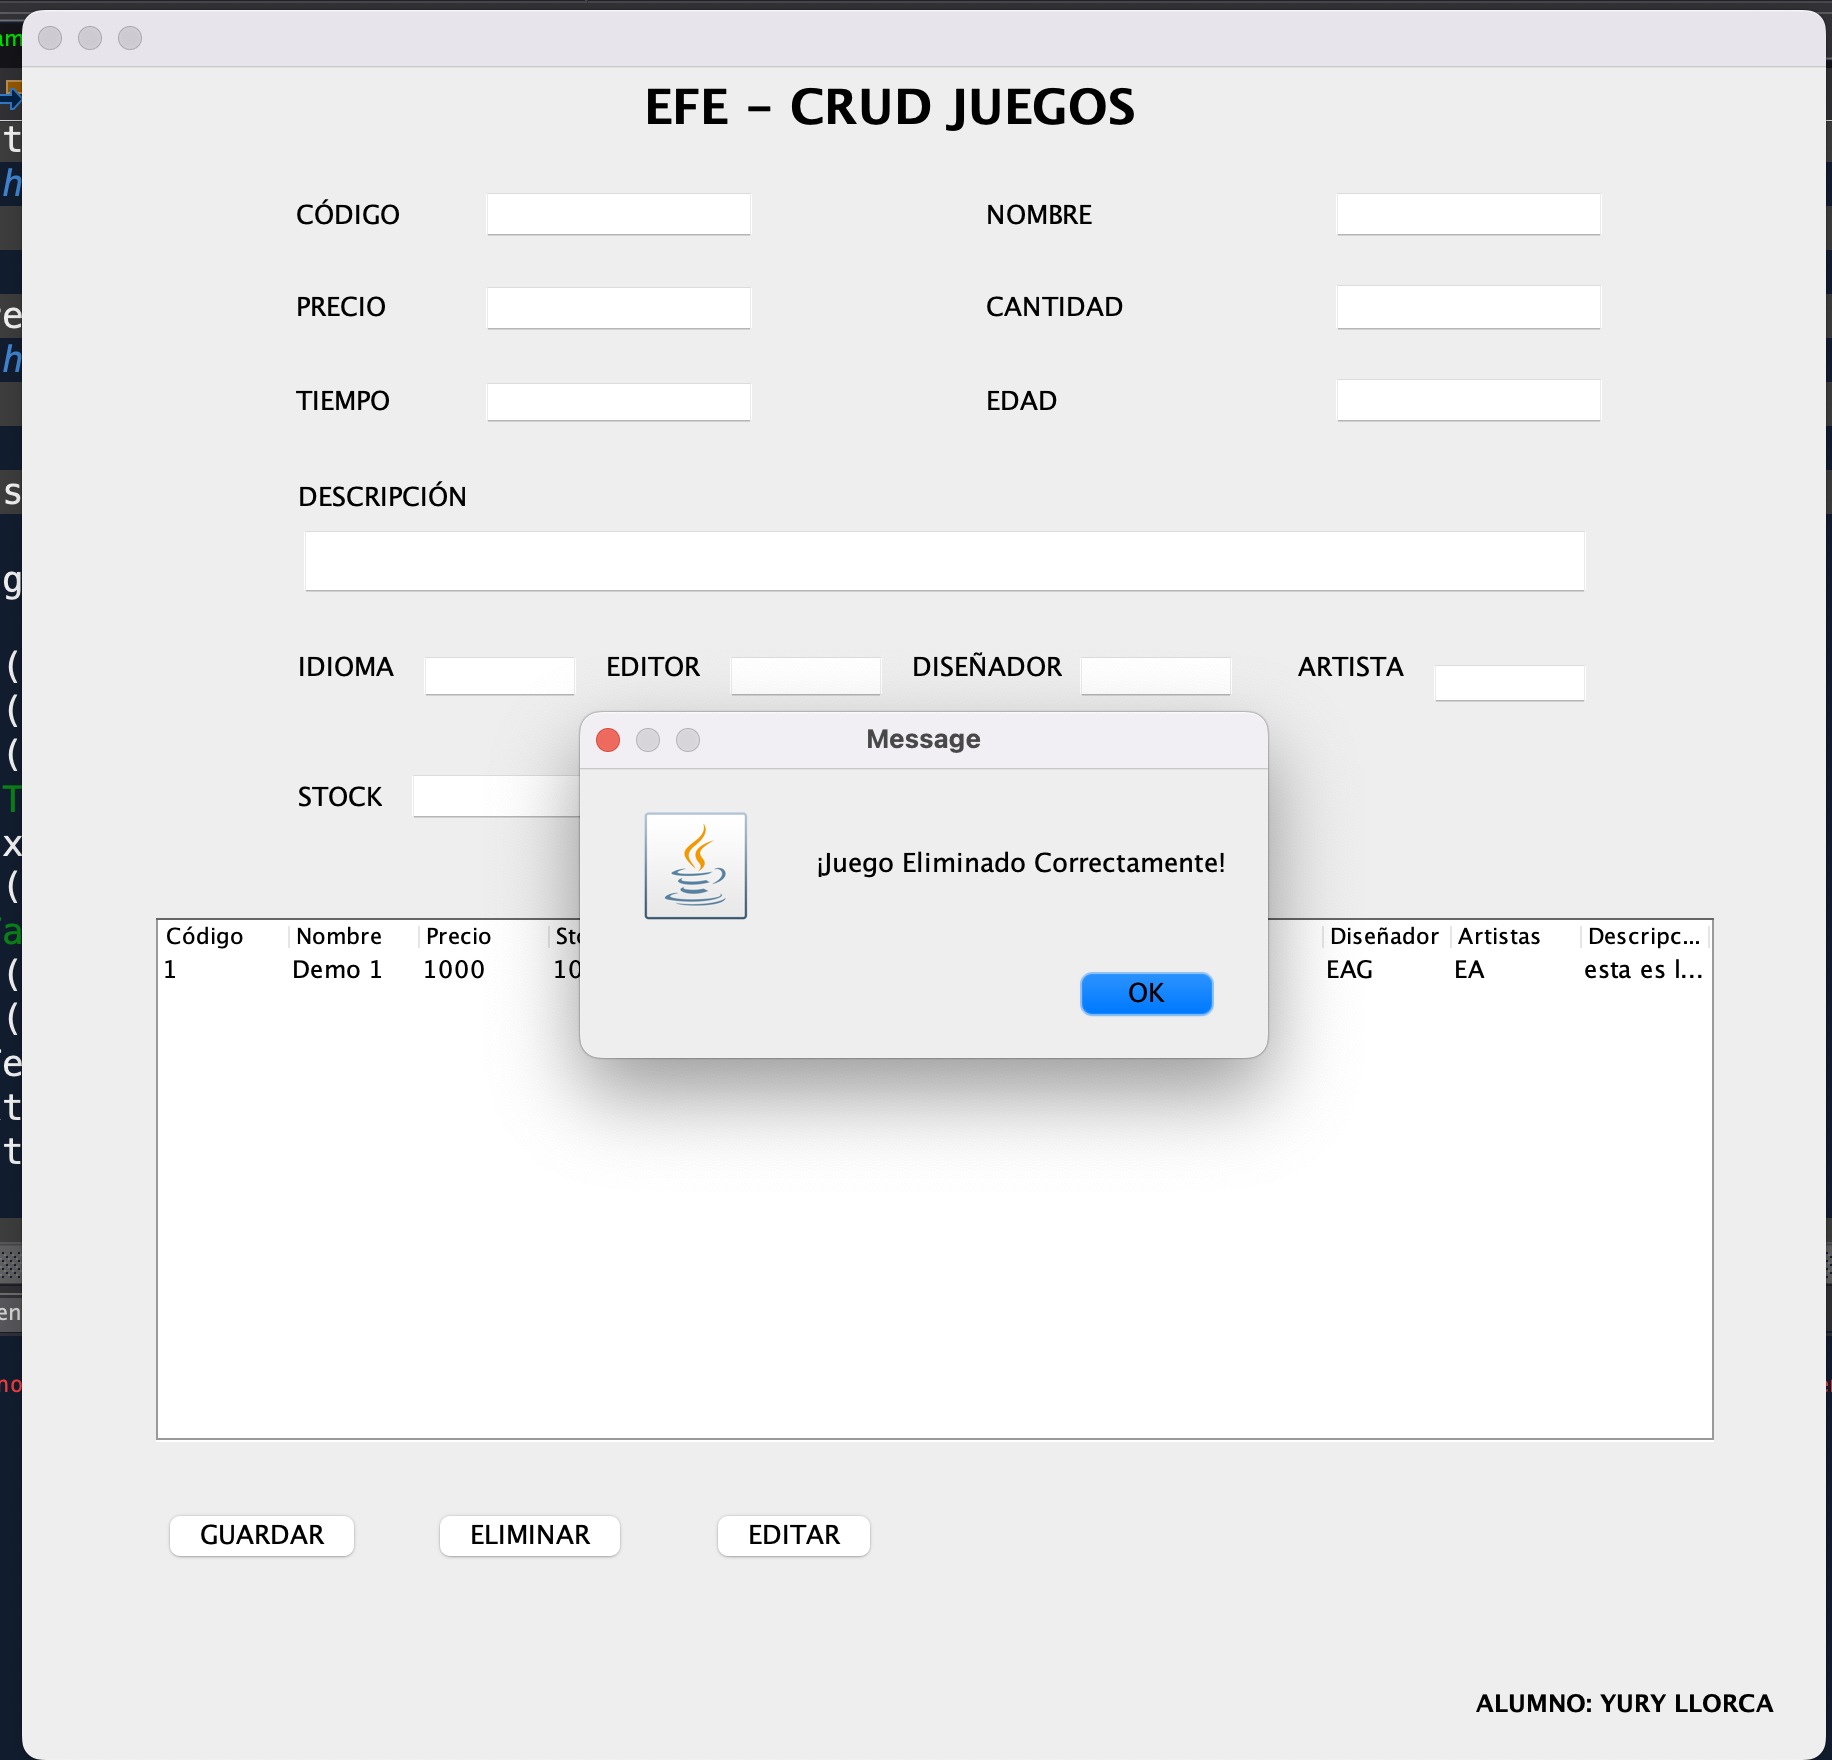 EFE - CRUD JUEGOS
CÓDIGO
NOMBRE
PRECIO
CANTIDAD
TIEMPO
EDAD
DESCRIPCIÓN
IDIOMA
EDITOR
DISEÑADOR
ARTISTA
Message
STOCK
¡Juego Eliminado Correctamente!
OK
Código Nombre Precio Diseñador Artistas Descripc...
1 Demo 1 1000 10 EAG EA esta es l...
GUARDAR
ELIMINAR
EDITAR
ALUMNO: YURY LLORCA